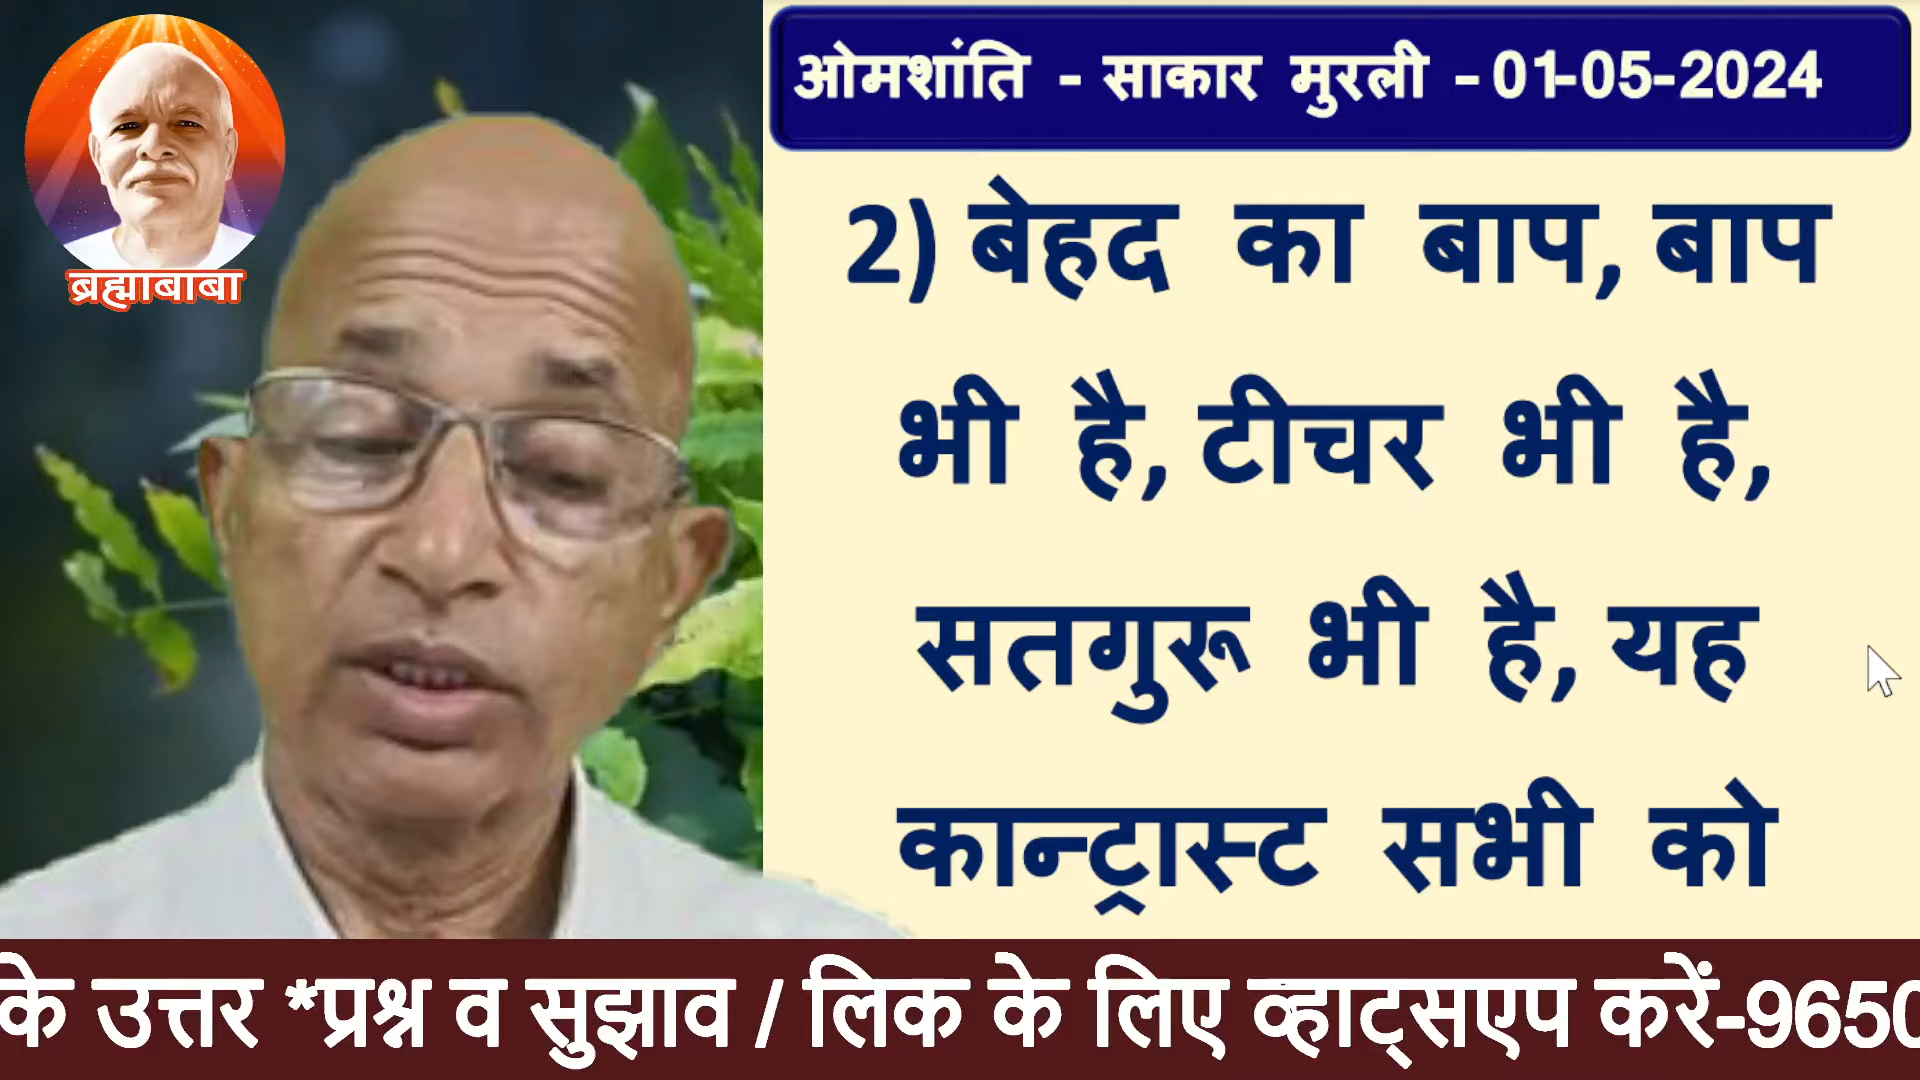 ब्रह्माबाबा
ओमशांति - साकार मुरली - 01-05-2024
2) बेहद का बाप, बाप
भी है, टीचर भी है,
सतगुरू भी है, यह
कान्ट्रास्ट सभी को
के उत्तर *प्रश्न व सुझाव / लिंक के लिए व्हाट्सएप करें-9650